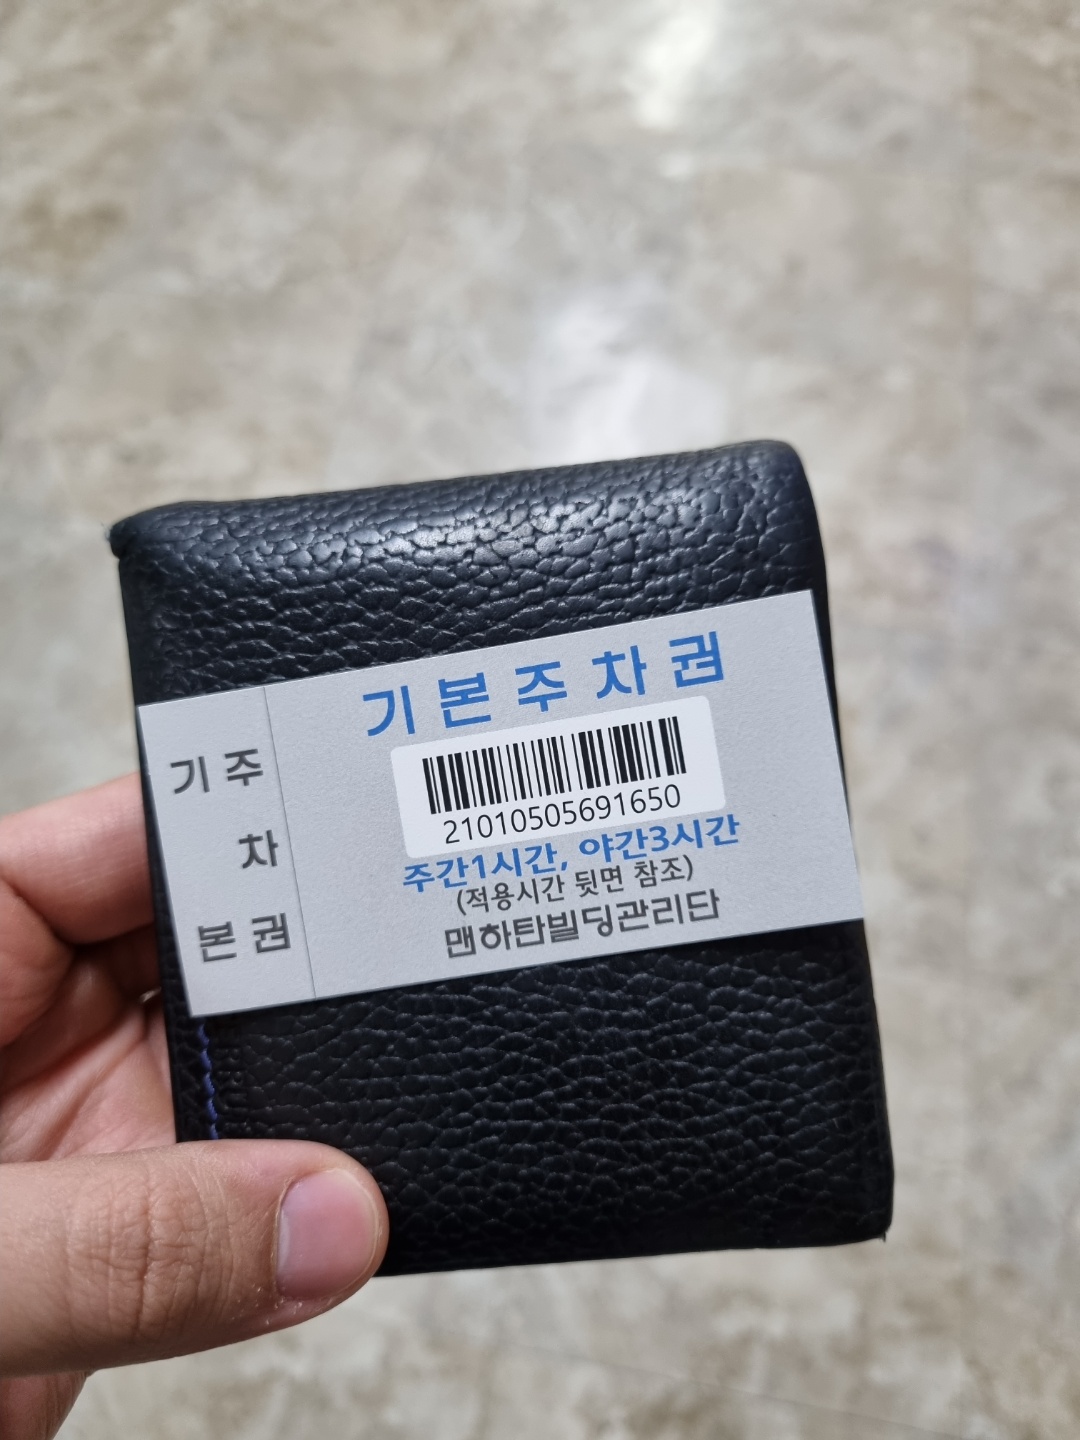 기본주차권
21010505691650
주간1시간, 야간3시간
(적용시간 뒷면 참조)
맨하탄빌딩관리단
기 주
차
본 권